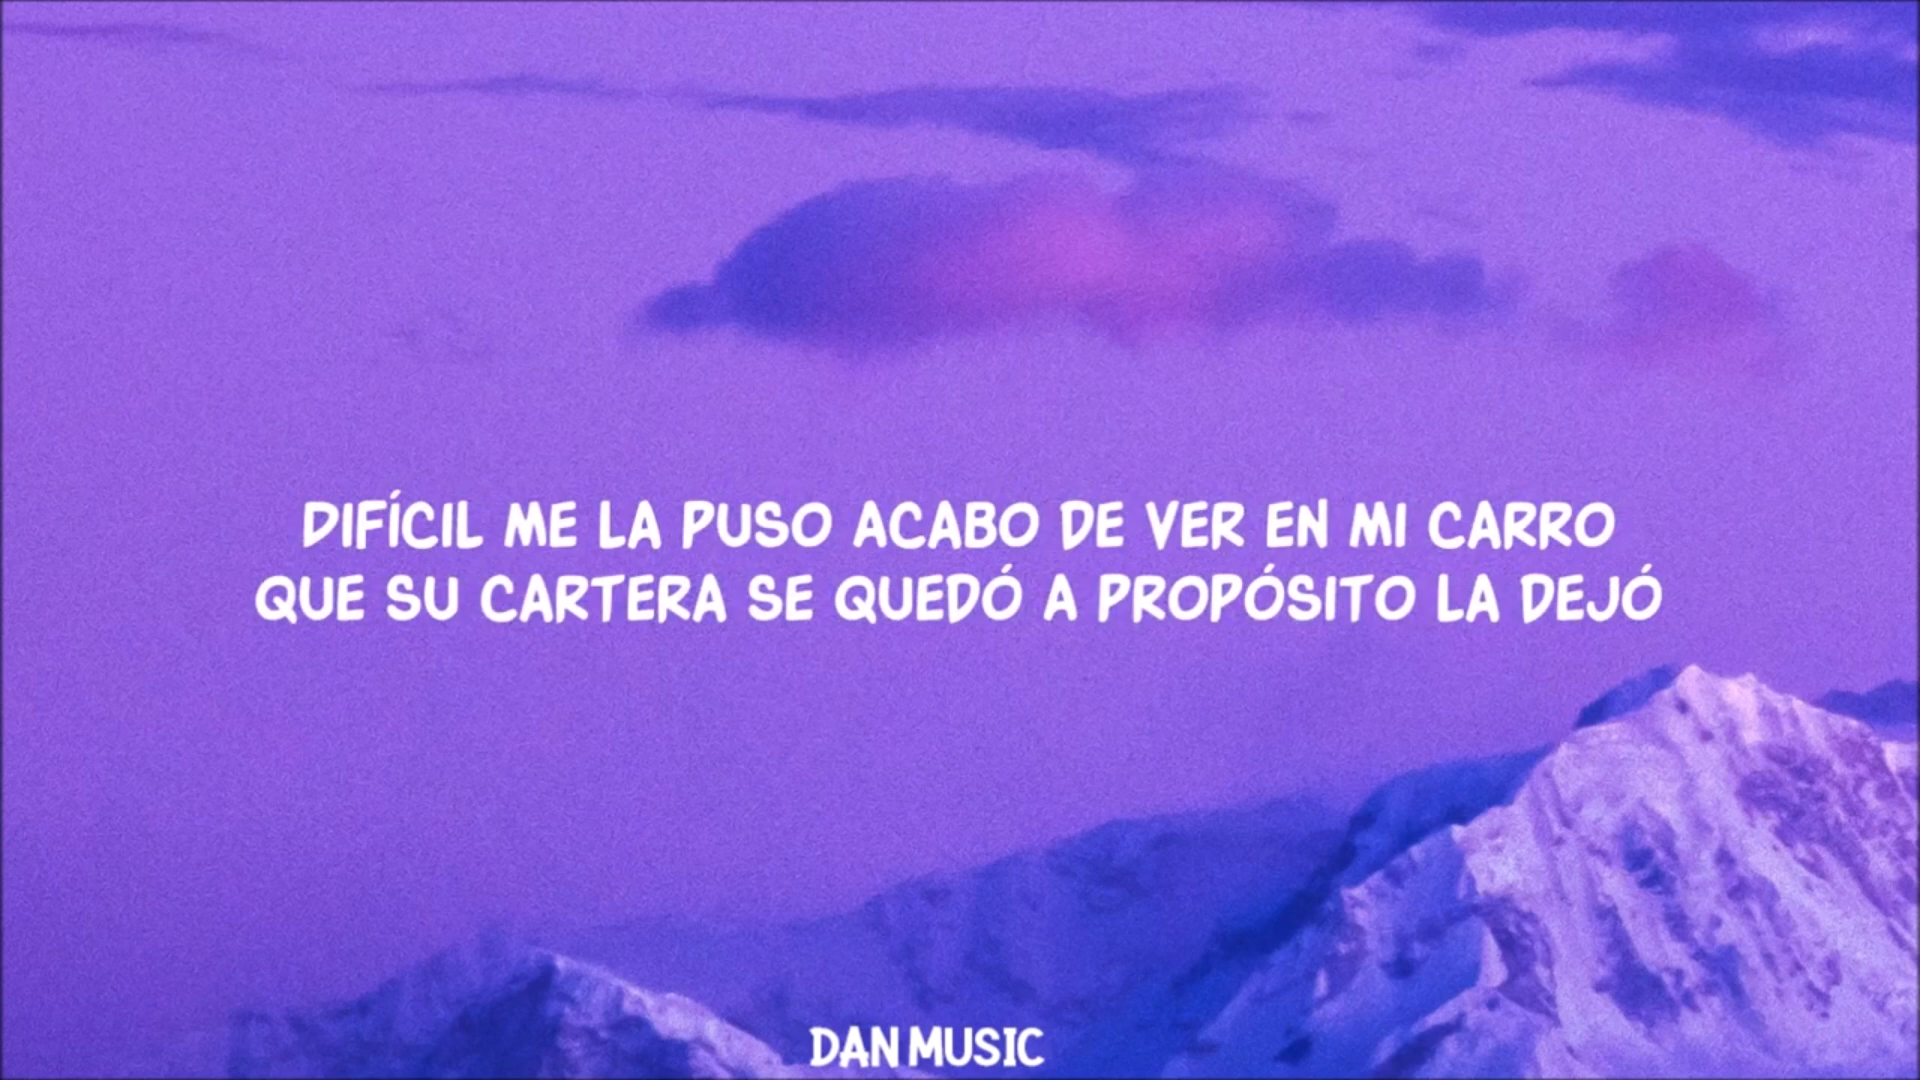 DIFÍCIL ME LA PUSO ACABO DE VER EN MI CARRO
QUE SU CARTERA SE QUEDÓ A PROPÓSITO LA DEJÓ
DAN MUSIC